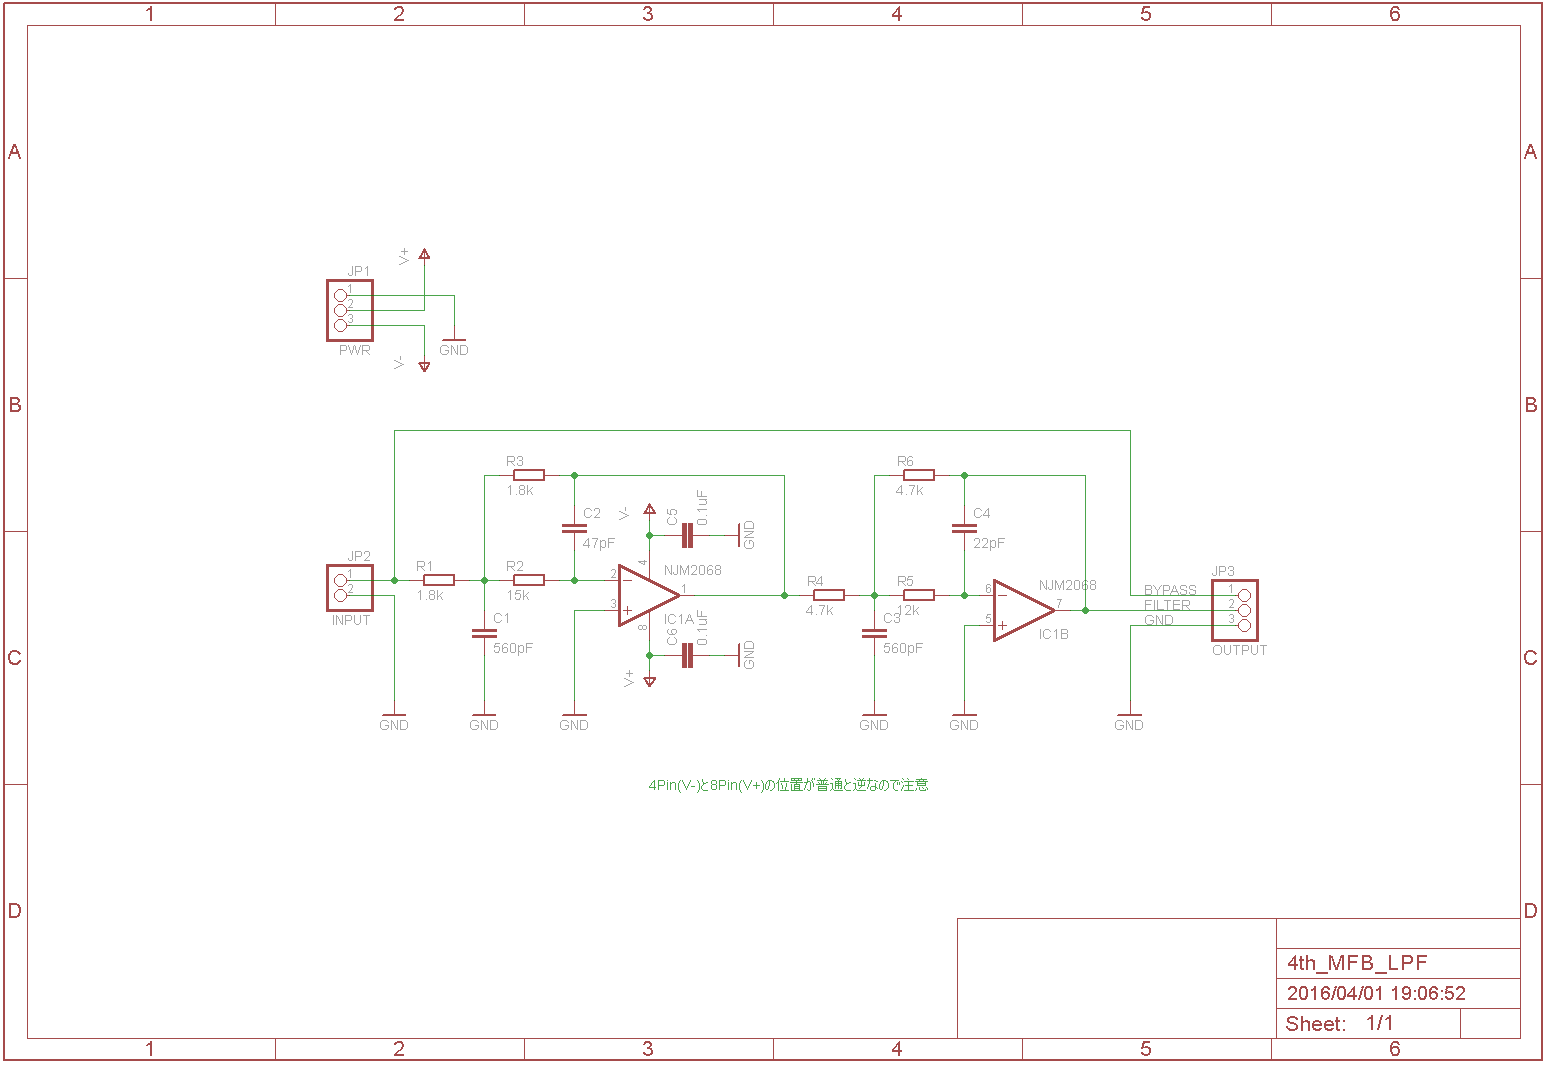 1 2 3 4 5 6
A A
V+
JP1
1
2
3
PWR
GND
V-
B B
R3
1.8k
R6
4.7k
V-
C5
0.1uF
GND
C2
47pF
C4
22pF
JP2
1
2
INPUT
R1
1.8k
R2
15k
2
3
4
8
1
NJM2068
IC1A
R4
4.7k
R5
12k
6
5
7
NJM2068
IC1B
JP3
BYPASS 1
FILTER 2
GND 3
OUTPUT
C1
560pF
C6
0.1uF
GND
V+
C3
560pF
C C
GND GND GND GND GND GND
4Pin(V-)と8Pin(V+)の位置が普通と逆なので注意
D D
4th_MFB_LPF
2016/04/01 19:06:52
Sheet: 1/1
1 2 3 4 5 6